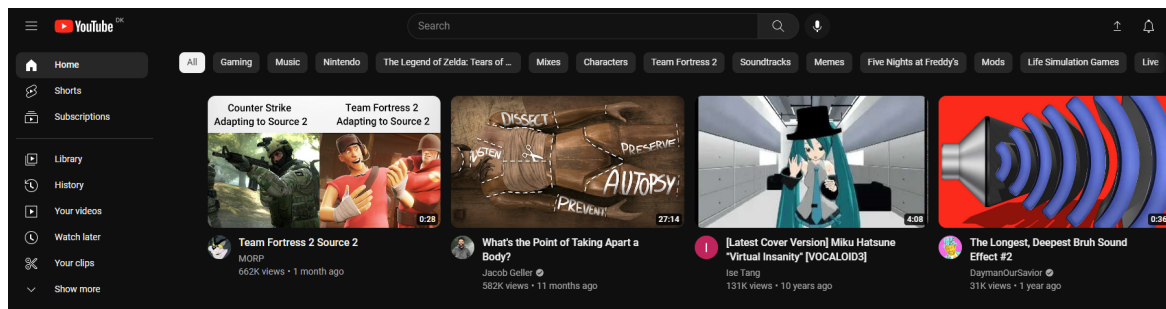 YouTube DK
Search
Home
Shorts
Subscriptions
Library
History
Your videos
Watch later
Your clips
Show more
All
Gaming
Music
Nintendo
The Legend of Zelda: Tears of ...
Mixes
Characters
Team Fortress 2
Soundtracks
Memes
Five Nights at Freddy's
Mods
Life Simulation Games
Live
Counter Strike
Adapting to Source 2
Team Fortress 2
Adapting to Source 2
0:28
Team Fortress 2 Source 2
MORP
662K views • 1 month ago
DISSECT
LISTEN
PRESERVE
AUTOPSY
PREVENT
27:14
What's the Point of Taking Apart a
Body?
Jacob Geller
582K views • 11 months ago
4:08
I
[Latest Cover Version] Miku Hatsune
"Virtual Insanity" [VOCALOID3]
Ise Tang
131K views • 10 years ago
0:36
The Longest, Deepest Bruh Sound
Effect #2
DaymanOurSavior
31K views • 1 year ago